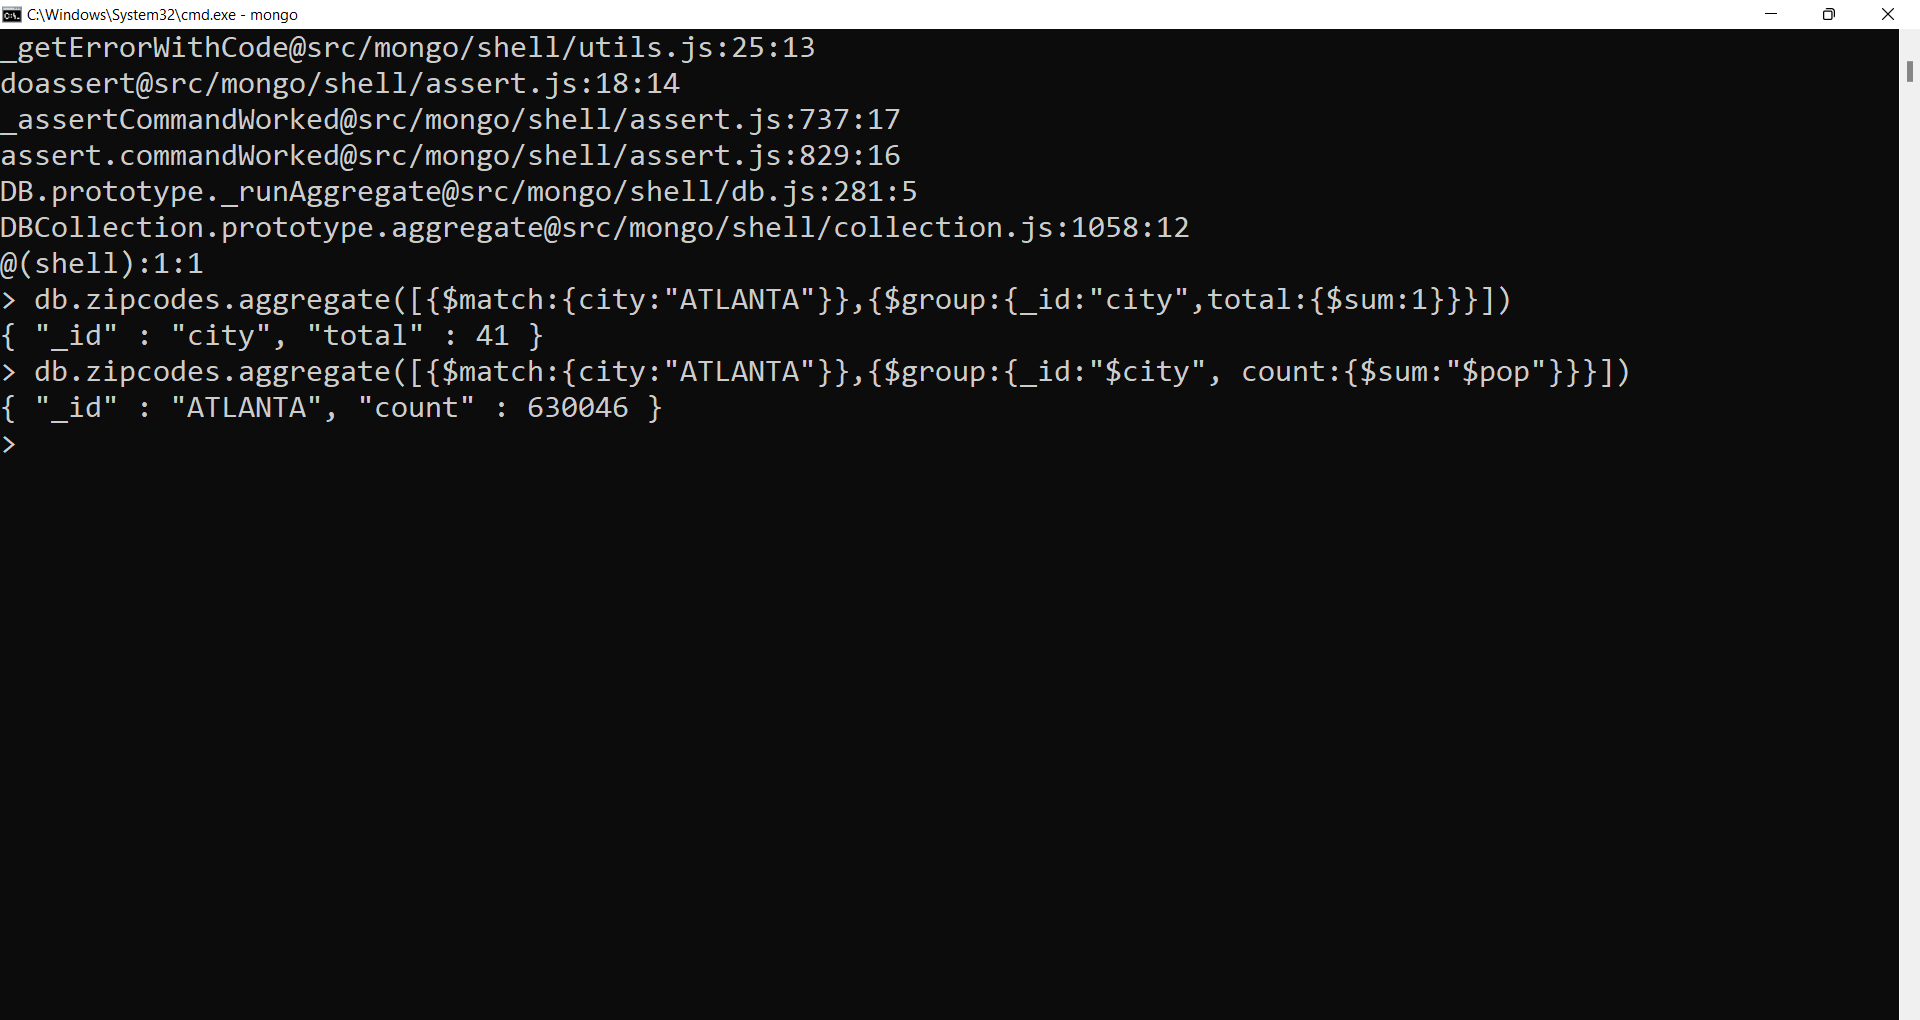 C:\Windows\System32\cmd.exe - mongo
_getErrorWithCode@src/mongo/shell/utils.js:25:13
doassert@src/mongo/shell/assert.js:18:14
_assertCommandWorked@src/mongo/shell/assert.js:737:17
assert.commandWorked@src/mongo/shell/assert.js:829:16
DB.prototype._runAggregate@src/mongo/shell/db.js:281:5
DBCollection.prototype.aggregate@src/mongo/shell/collection.js:1058:12
@(shell):1:1
> db.zipcodes.aggregate([{$match:{city:"ATLANTA"}},{$group:{_id:"city",total:{$sum:1}}}])
{ "_id" : "city", "total" : 41 }
> db.zipcodes.aggregate([{$match:{city:"ATLANTA"}},{$group:{_id:"$city", count:{$sum:"$pop"}}}])
{ "_id" : "ATLANTA", "count" : 630046 }
>